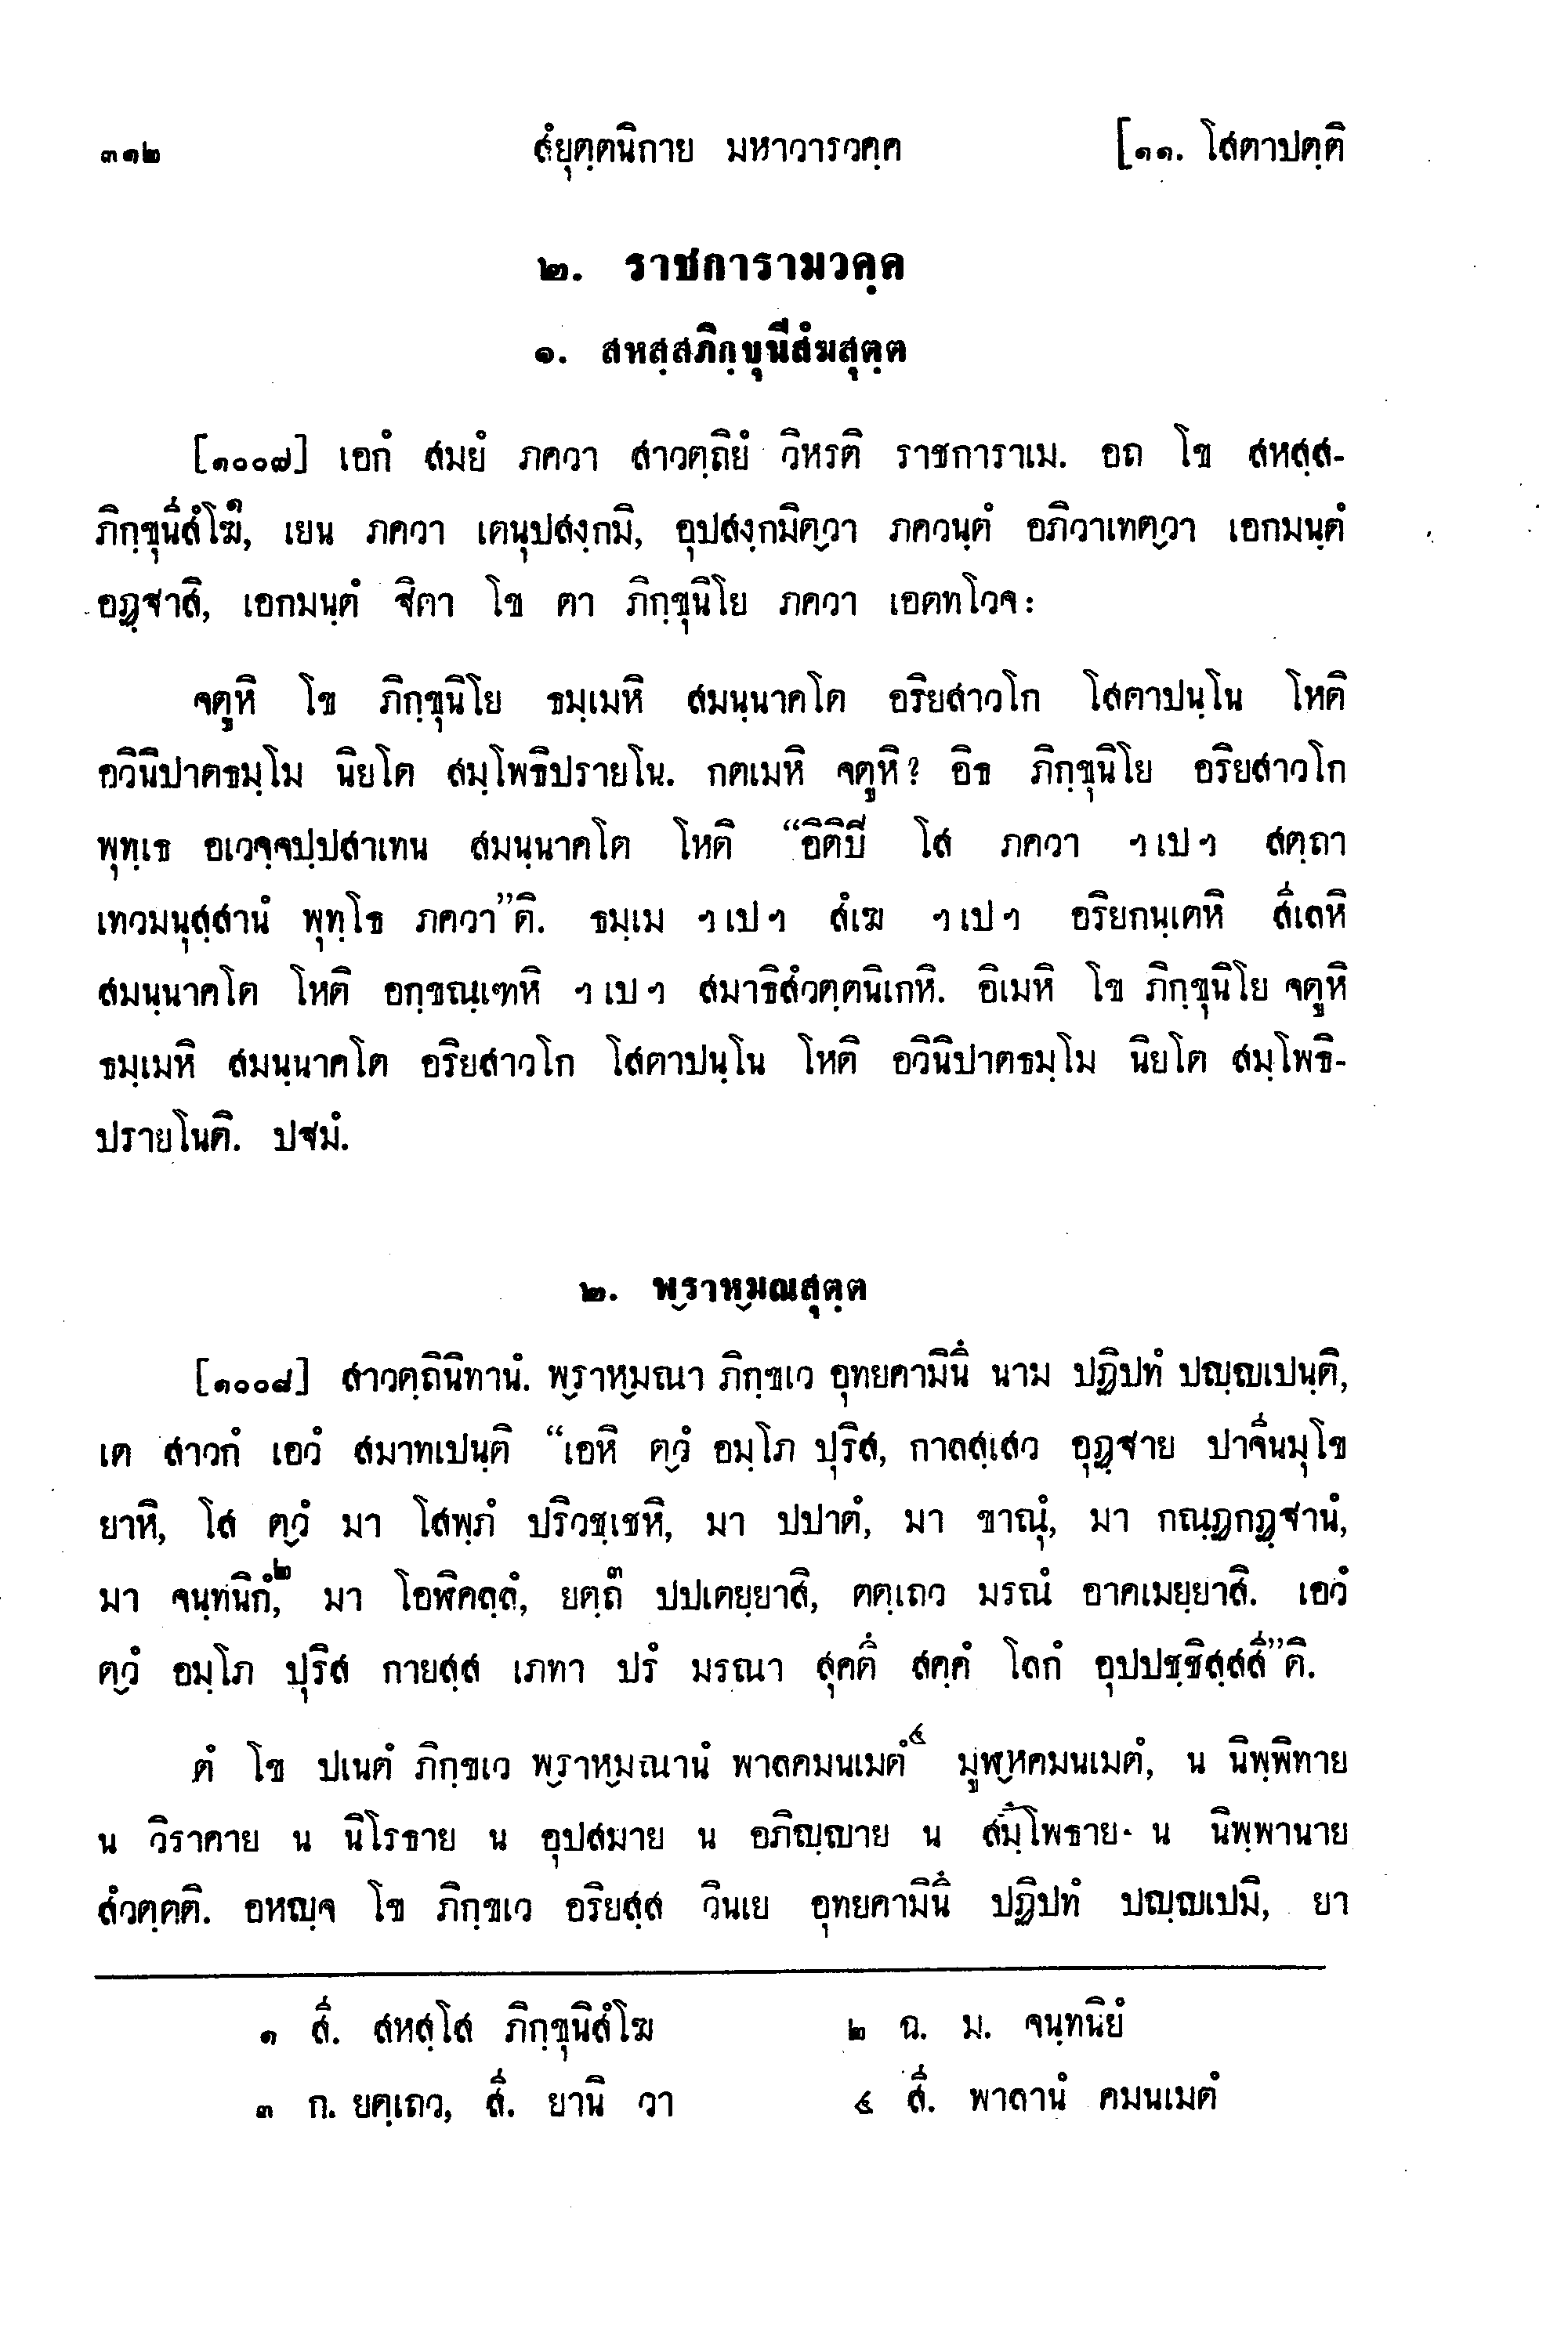 ๓๑๒ สํยุตฺตนิกาย มหาวารวคฺค [๑๑. โสตาปตฺติ
๒. ราชการามวคฺค
๑. สหสฺสภิกฺขุนีสํฆสุตฺต
[๑๐๐๗] เอกํ สมยํ ภควา สาวตฺถิยํ วิหรติ ราชการาเม. อถ โข สหสฺส-
ภิกฺขุนีสํโฆ๑, เยน ภควา เตนุปสงฺกมิ, อุปสงฺกมิตฺวา ภควนฺตํ อภิวาเทตฺวา เอกมนฺตํ
อฏฺฐาสิ, เอกมนฺตํ ฐิตา โข ตา ภิกฺขุนิโย ภควา เอตทโวจ:
จตูหิ โข ภิกฺขุนิโย ธมฺเมหิ สมนฺนาคโต อริยสาวโก โสตาปนฺโน โหติ
อวินิปาตธมฺโม นิยโต สมฺโพธิปรายโน. กตเมหิ จตูหิ? อิธ ภิกฺขุนิโย อริยสาวโก
พุทฺเธ อเวจฺจปฺปสาเทน สมนฺนาคโต โหติ “อิติปิ โส ภควา ฯเปฯ สตฺถา
เทวมนุสฺสานํ พุทฺโธ ภควา”ติ. ธมฺเม ฯเปฯ สํเฆ ฯเปฯ อริยกนฺเตหิ สีเลหิ
สมนฺนาคโต โหติ อกฺขณฺเฑหิ ฯเปฯ สมาธิสํวตฺตนิเกหิ. อิเมหิ โข ภิกฺขุนิโย จตูหิ
ธมฺเมหิ สมนฺนาคโต อริยสาวโก โสตาปนฺโน โหติ อวินิปาตธมฺโม นิยโต สมฺโพธิ-
ปรายโนติ. ปฐมํ.
๒. พฺราหฺมณสุตฺต
[๑๐๐๘] สาวตฺถินิทานํ. พฺราหฺมณา ภิกฺขเว อุทยคามินึ นาม ปฏิปทํ ปญฺญเปนฺติ,
เต สาวกํ เอวํ สมาทเปนฺติ “เอหิ ตฺวํ อมฺโภ ปุริส, กาลสฺเสว อุฏฺฐาย ปาจีนมุโข
ยาหิ, โส ตฺวํ มา โสพฺภํ ปริวชฺเชหิ, มา ปปาตํ, มา ขาณุํ, มา กณฺฏกฏฺฐานํ,
มา จนฺทนิกํ๒, มา โอฬิคลฺลํ, ยตฺถ๓ ปปเตยฺยาสิ, ตตฺเถว มรณํ อาคเมยฺยาสิ. เอวํ
ตฺวํ อมฺโภ ปุริส กายสฺส เภทา ปรํ มรณา สุคตึ สคฺคํ โลกํ อุปปชฺชิสฺสสี”ติ.
ตํ โข ปเนตํ ภิกฺขเว พฺราหฺมณานํ พาลคมนเมตํ๔ มูฬฺหคมนเมตํ, น นิพฺพิทาย
น วิราคาย น นิโรธาย น อุปสมาย น อภิญฺญาย น สมฺโพธาย น นิพฺพานาย
สํวตฺตติ. อหญฺจ โข ภิกฺขเว อริยสฺส วินเย อุทยคามินึ ปฏิปทํ ปญฺญเปมิ, ยา
๑ สี. สหสฺโส ภิกฺขุนิสํโฆ ๒ ฉ. ม. จนฺทนิยํ
๓ ก. ยตฺเถว, สี. ยานิ วา ๔ สี. พาลานํ คมนเมตํ